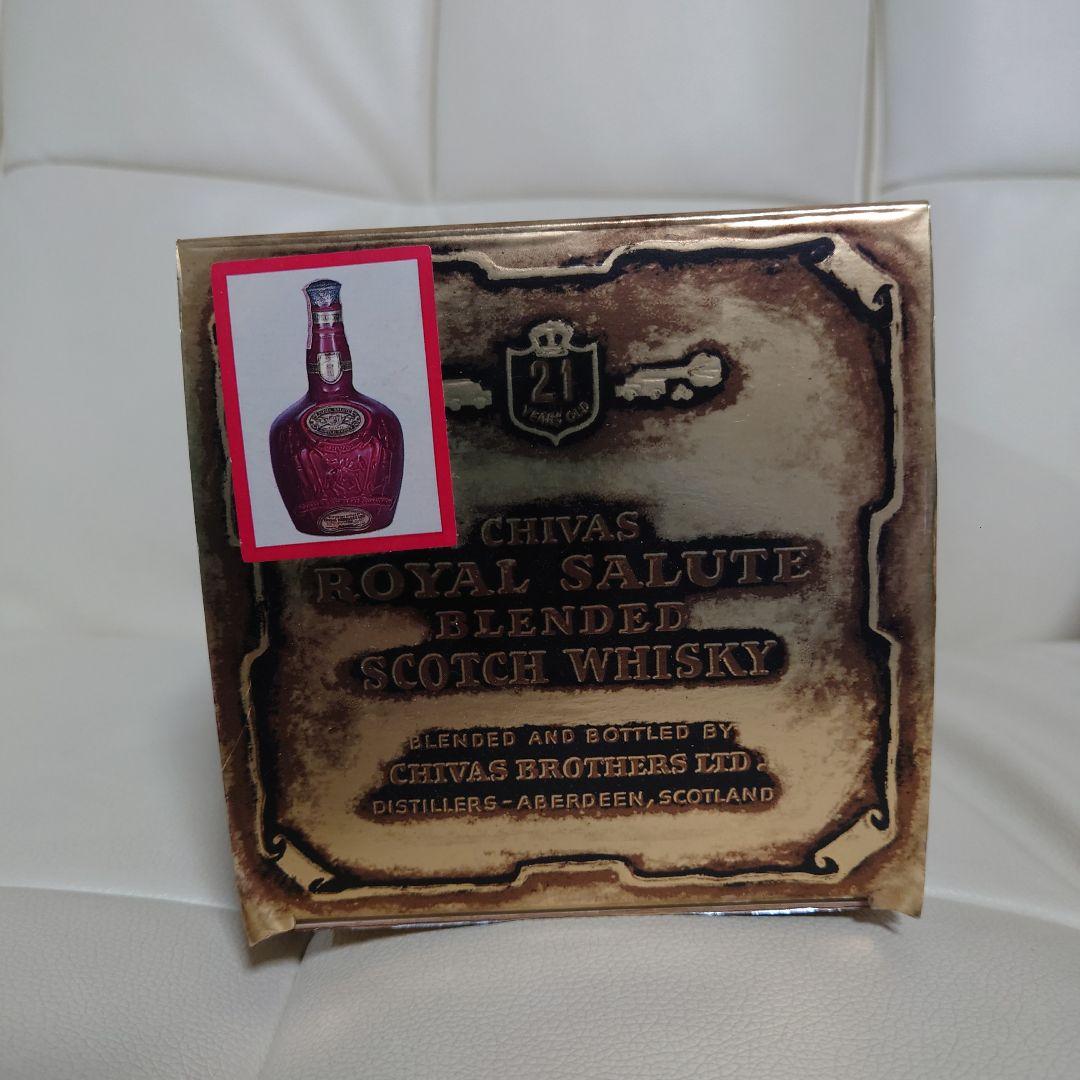 21
YEARS OLD
CHIVAS
ROYAL SALUTE
BLENDED
SCOTCH WHISKY
BLENDED AND BOTTLED BY
CHIVAS BROTHERS LTD.
DISTILLERS-ABERDEEN, SCOTLAND